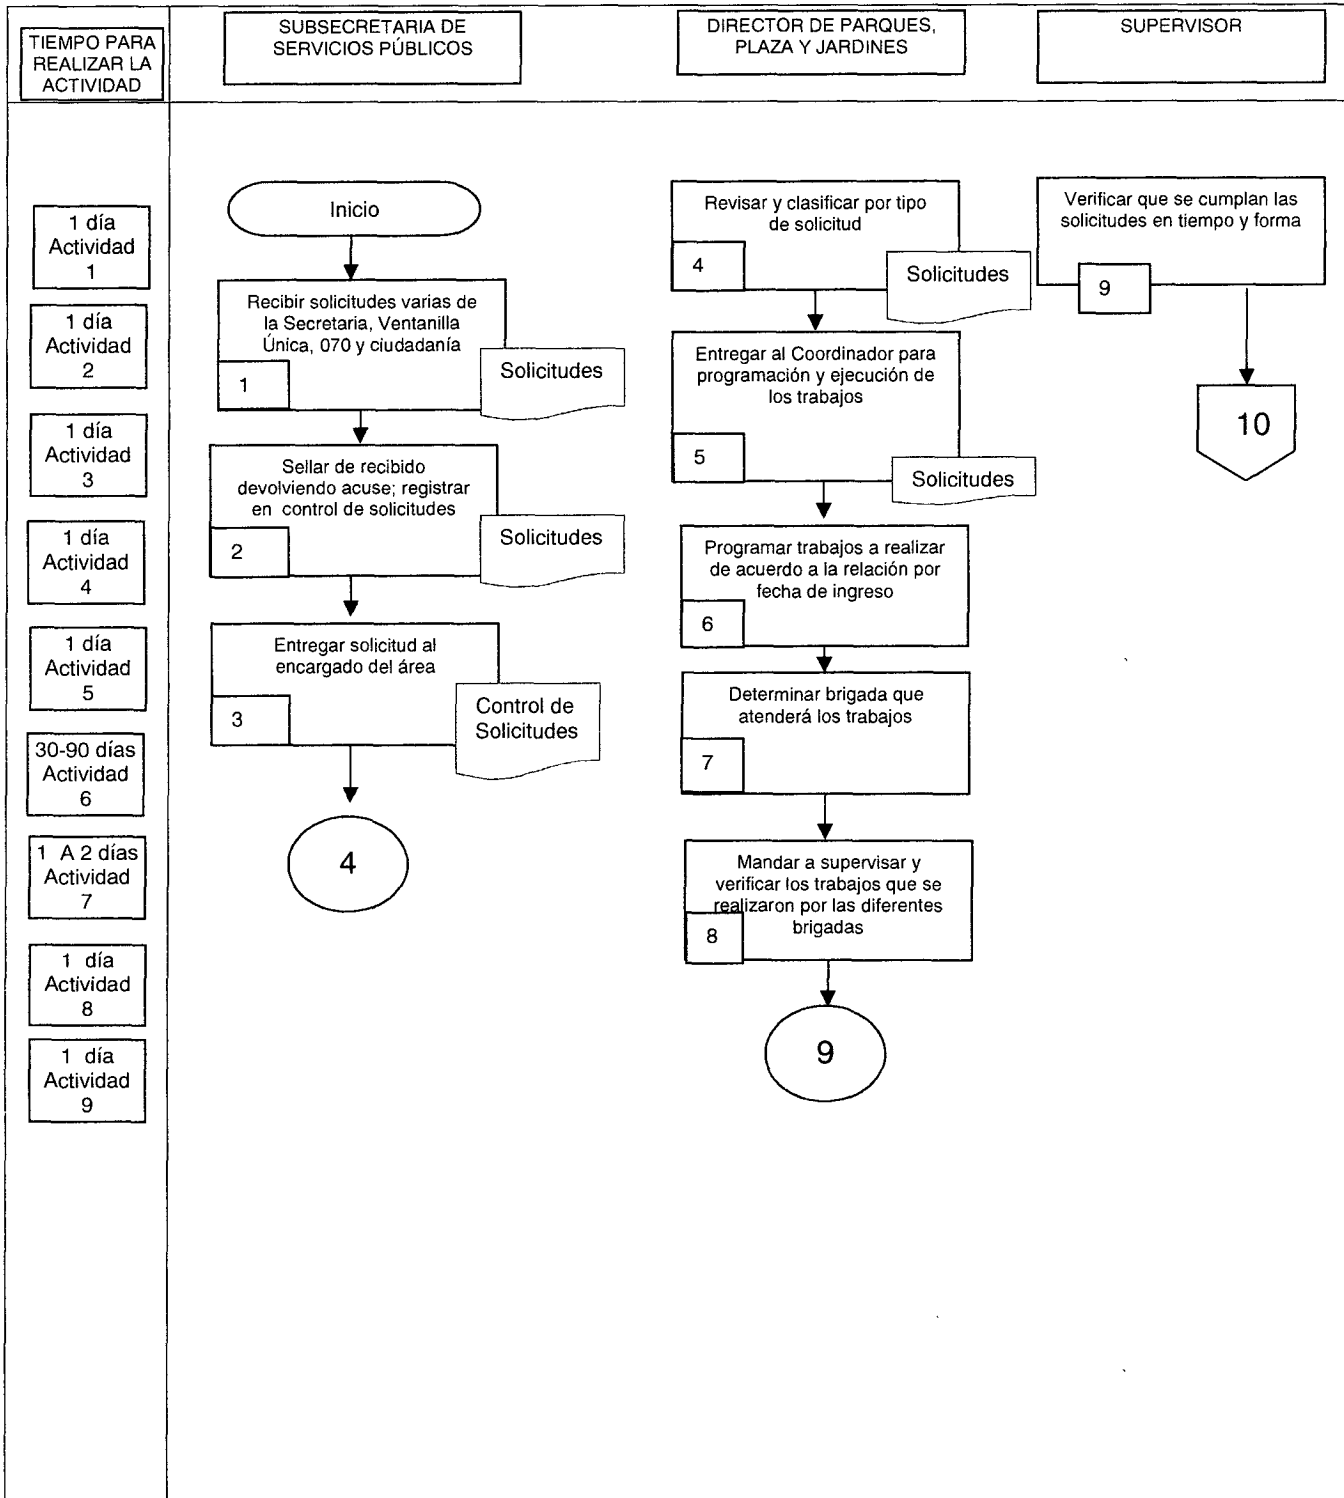 TIEMPO PARA
REALIZAR LA
ACTIVIDAD
SUBSECRETARIA DE
SERVICIOS PÚBLICOS
DIRECTOR DE PARQUES,
PLAZA Y JARDINES
SUPERVISOR
1 día
Actividad
1
1 día
Actividad
2
1 día
Actividad
3
1 día
Actividad
4
1 día
Actividad
5
30-90 días
Actividad
6
1 A 2 días
Actividad
7
1 día
Actividad
8
1 día
Actividad
9
Inicio
Recibir solicitudes varias de
la Secretaria, Ventanilla
Única, 070 y ciudadanía
1
Solicitudes
Sellar de recibido
devolviendo acuse; registrar
en control de solicitudes
2
Solicitudes
Entregar solicitud al
encargado del área
3
Control de
Solicitudes
4
Revisar y clasificar por tipo
de solicitud
4
Solicitudes
Entregar al Coordinador para
programación y ejecución de
los trabajos
5
Solicitudes
Programar trabajos a realizar
de acuerdo a la relación por
fecha de ingreso
6
Determinar brigada que
atenderá los trabajos
7
Mandar a supervisar y
verificar los trabajos que se
realizaron por las diferentes
brigadas
8
9
Verificar que se cumplan las
solicitudes en tiempo y forma
9
10